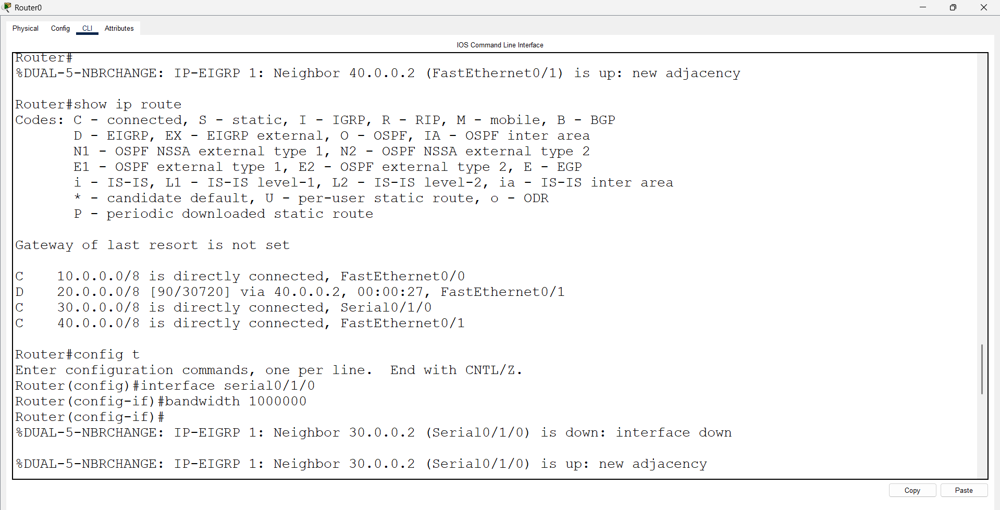 Router0
Physical Config CLI Attributes
IOS Command Line Interface
Router#
%DUAL-5-NBRCHANGE: IP-EIGRP 1: Neighbor 40.0.0.2 (FastEthernet0/1) is up: new adjacency
Router#show ip route
Codes: C - connected, S - static, I - IGRP, R - RIP, M - mobile, B - BGP
D - EIGRP, EX - EIGRP external, O - OSPF, IA - OSPF inter area
N1 - OSPF NSSA external type 1, N2 - OSPF NSSA external type 2
E1 - OSPF external type 1, E2 - OSPF external type 2, E - EGP
i - IS-IS, L1 - IS-IS level-1, L2 - IS-IS level-2, ia - IS-IS inter area
* - candidate default, U - per-user static route, o - ODR
P - periodic downloaded static route
Gateway of last resort is not set
C 10.0.0.0/8 is directly connected, FastEthernet0/0
D 20.0.0.0/8 [90/30720] via 40.0.0.2, 00:00:27, FastEthernet0/1
C 30.0.0.0/8 is directly connected, Serial0/1/0
C 40.0.0.0/8 is directly connected, FastEthernet0/1
Router#config t
Enter configuration commands, one per line. End with CNTL/Z.
Router(config)#interface serial0/1/0
Router(config-if)#bandwidth 1000000
Router(config-if)#
%DUAL-5-NBRCHANGE: IP-EIGRP 1: Neighbor 30.0.0.2 (Serial0/1/0) is down: interface down
%DUAL-5-NBRCHANGE: IP-EIGRP 1: Neighbor 30.0.0.2 (Serial0/1/0) is up: new adjacency
Copy Paste